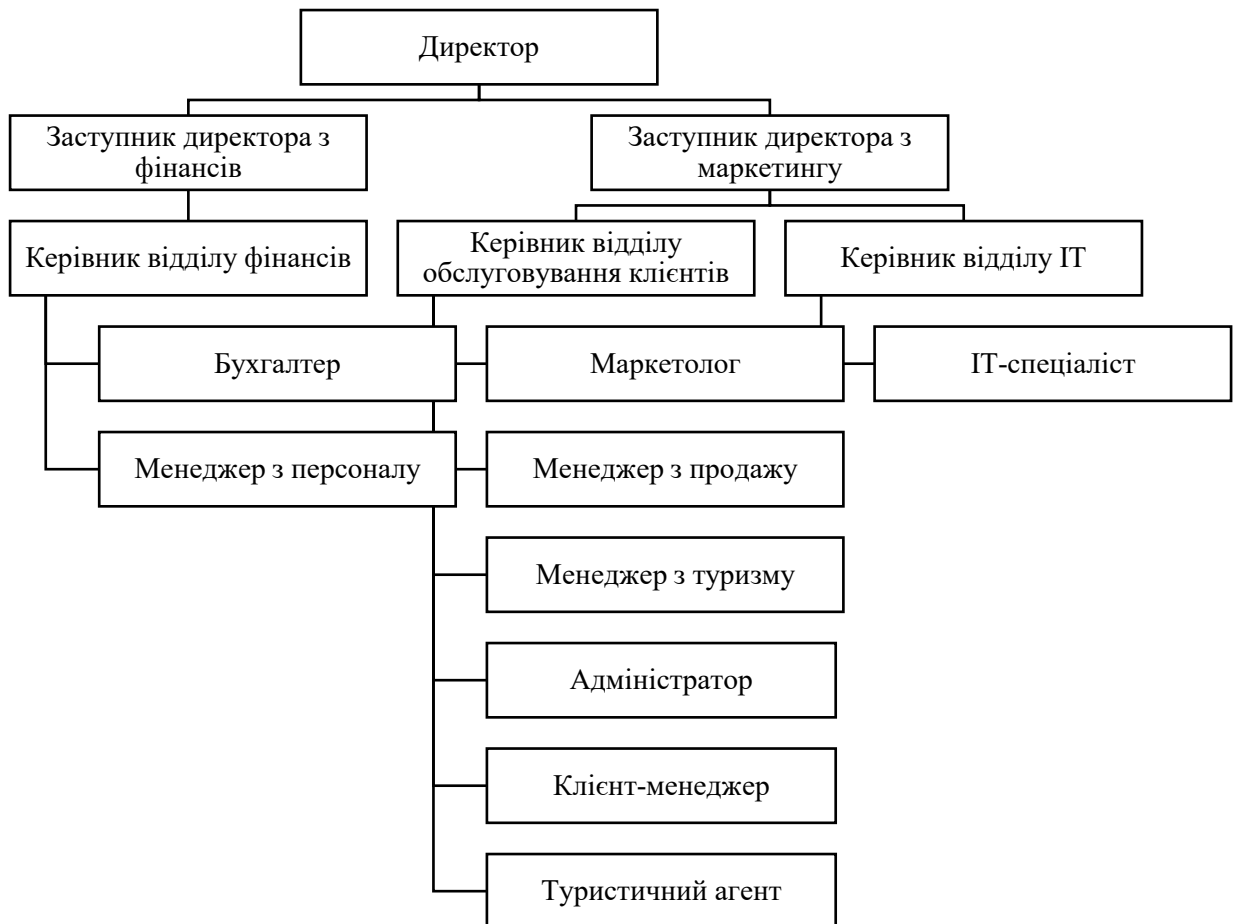 Директор
Заступник директора з
фінансів
Заступник директора з
маркетингу
Керівник відділу фінансів
Керівник відділу
обслуговування клієнтів
Керівник відділу ІТ
Бухгалтер
Маркетолог
ІТ-спеціаліст
Менеджер з персоналу
Менеджер з продажу
Менеджер з туризму
Адміністратор
Клієнт-менеджер
Туристичний агент